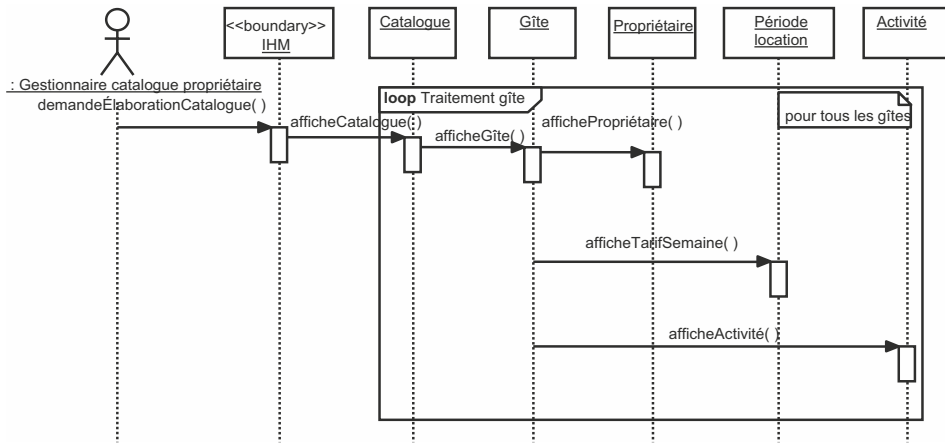 <<boundary>>
IHM
Catalogue
Gîte
Propriétaire
Période
location
Activité
: Gestionnaire catalogue propriétaire
demandeÉlaborationCatalogue( )
loop Traitement gîte
pour tous les gîtes
afficheCatalogue( )
afficheGîte( )
affichePropriétaire( )
afficheTarifSemaine( )
afficheActivité( )